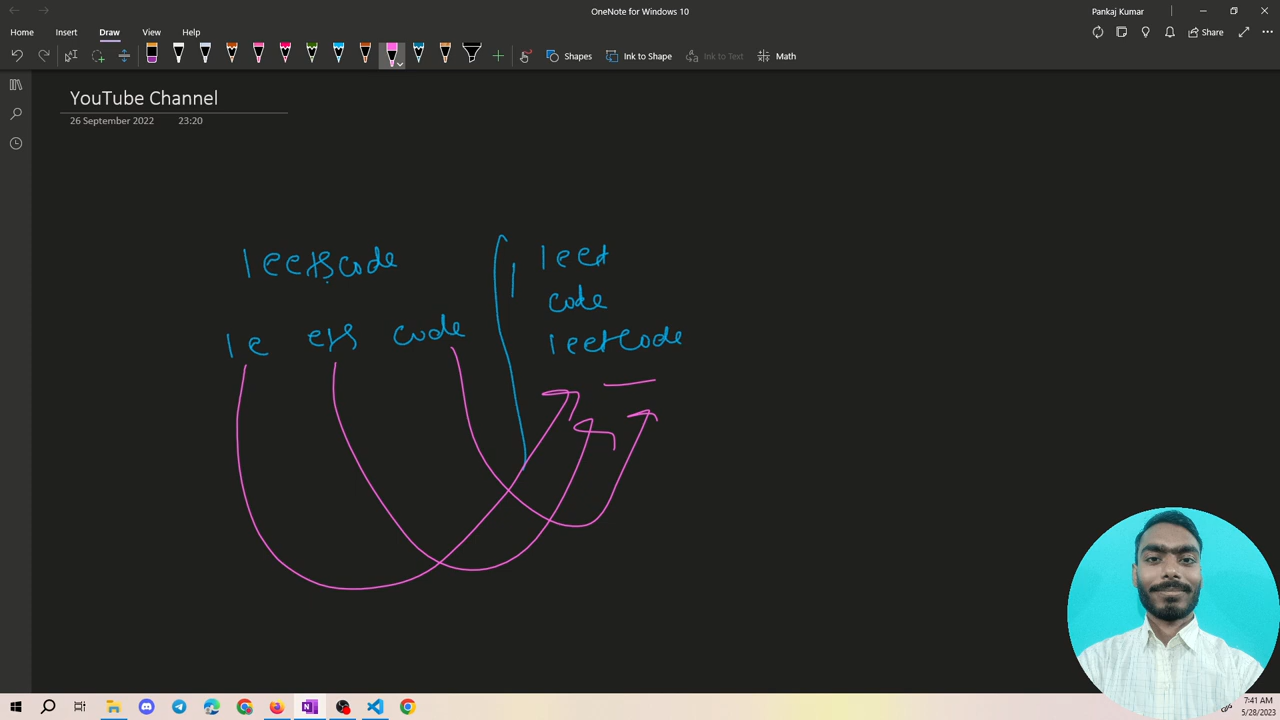 OneNote for Windows 10
Pankaj Kumar
Home Insert Draw View Help
Share
Shapes Ink to Shape Ink to Text Math
YouTube Channel
26 September 2022 23:20
leetscode
le ets code
leet
code
leetcode
7:41 AM
5/28/2023